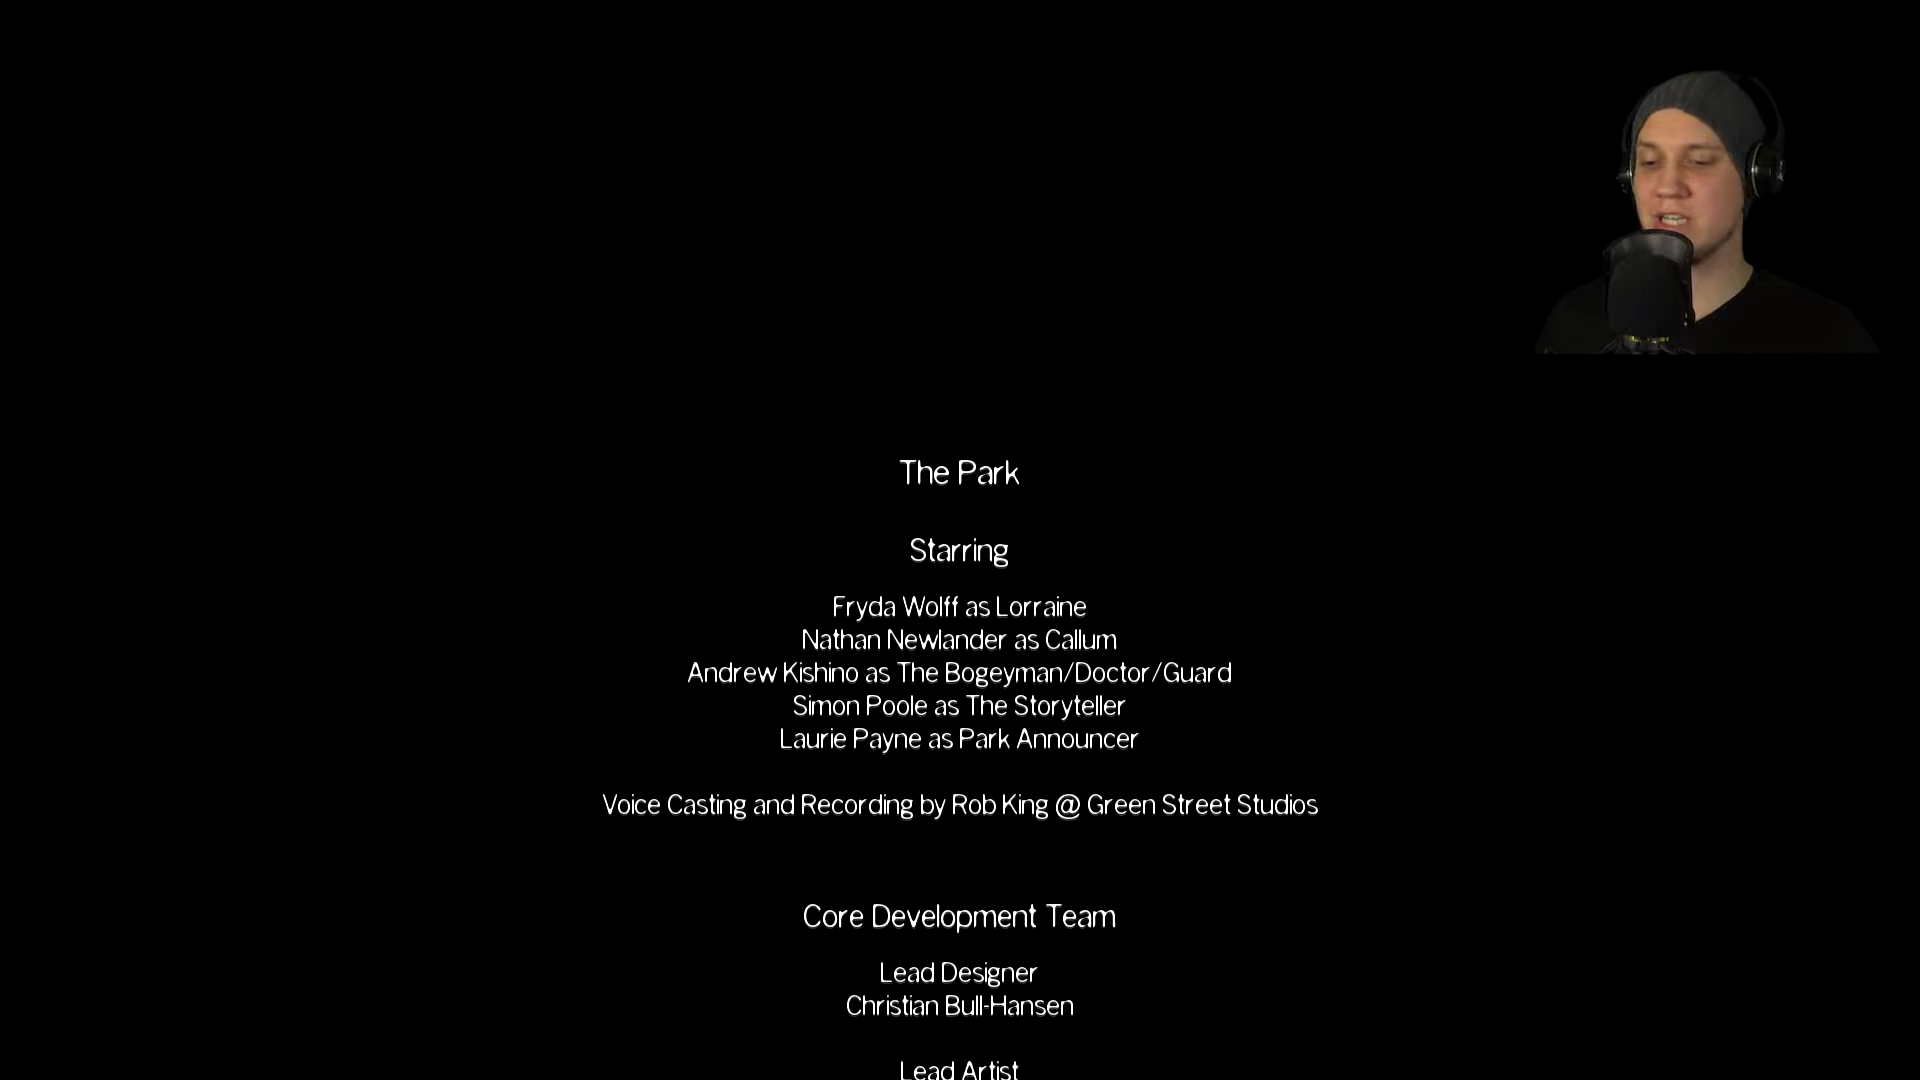 The Park
Starring
Fryda Wolff as Lorraine
Nathan Newlander as Callum
Andrew Kishino as The Bogeyman/Doctor/Guard
Simon Poole as The Storyteller
Laurie Payne as Park Announcer
Voice Casting and Recording by Rob King @ Green Street Studios
Core Development Team
Lead Designer
Christian Bull-Hansen
Lead Artist